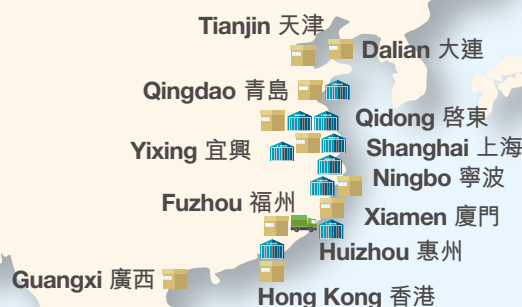 Tianjin 天津
Dalian 大連
Qingdao 青島
Qidong 啓東
Yixing 宜興
Shanghai 上海
Ningbo 寧波
Fuzhou 福州
Xiamen 廈門
Huizhou 惠州
Guangxi 廣西
Hong Kong 香港